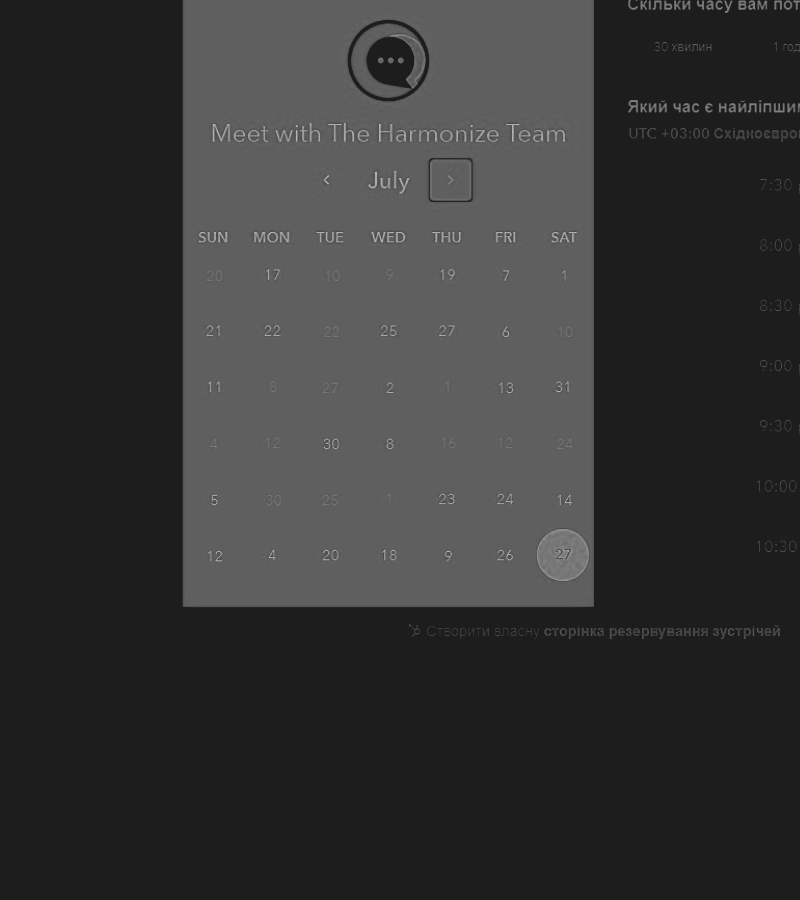 Скільки часу вам пот
30 хвилин 1 год
Meet with The Harmonize Team
Який час є найліпшим
UTC +03:00 Східноєвро
‹ July ›
7:30
SUN MON TUE WED THU FRI SAT
8:00
20 17 10 9 19 7 1
8:30
21 22 22 25 27 6 10
9:00
11 8 27 2 1 13 31
9:30
4 12 30 8 16 12 24
10:00
5 30 25 1 23 24 14
10:30
12 4 20 18 9 26 27
Створити власну сторінка резервування зустрічей